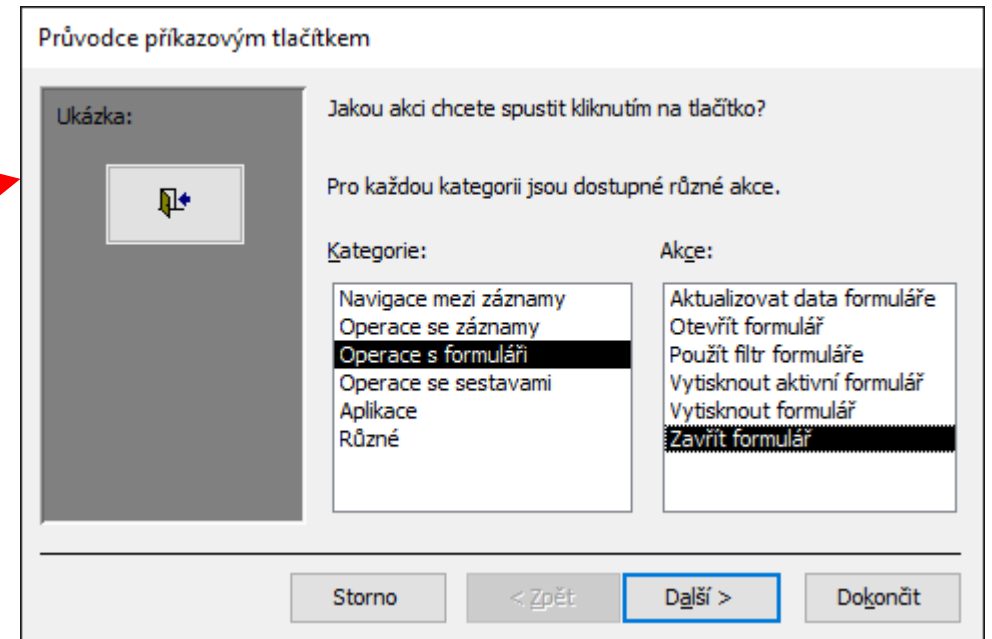 Průvodce příkazovým tlačítkem
Ukázka:
Jakou akci chcete spustit kliknutím na tlačítko?
Pro každou kategorii jsou dostupné různé akce.
Kategorie:
Navigace mezi záznamy
Operace se záznamy
Operace s formuláři
Operace se sestavami
Aplikace
Různé
Akce:
Aktualizovat data formuláře
Otevřít formulář
Použít filtr formuláře
Vytisknout aktivní formulář
Vytisknout formulář
Zavřít formulář
Storno
< Zpět
Další >
Dokončit